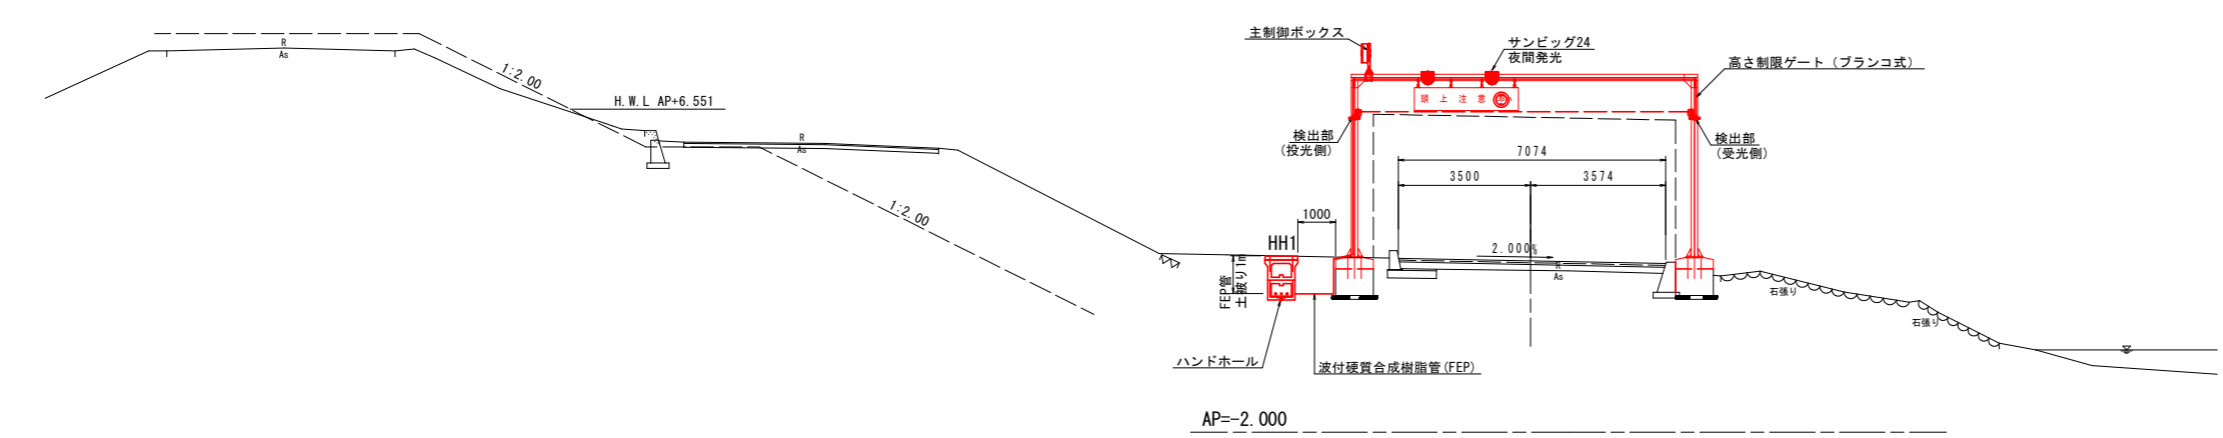 R
As
1:2.00
H.W.L AP+6.551
R
As
1:2.00
主制御ボックス
サンビッグ24
夜間発光
高さ制限ゲート（ブランコ式）
頭上注意
検出部
（投光側）
検出部
（受光側）
7074
3500
3574
1000
HH1
2.000%
R
As
FEP管
土被り1m
石張り
石張り
ハンドホール
波付硬質合成樹脂管(FEP)
AP=-2.000